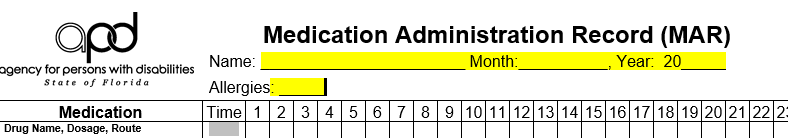 apd
agency for persons with disabilities
State of Florida
Medication Administration Record (MAR)
Name: ________________________ Month:__________, Year: 20_____
Allergies: _____
Medication Time 1 2 3 4 5 6 7 8 9 10 11 12 13 14 15 16 17 18 19 20 21 22 23
Drug Name, Dosage, Route